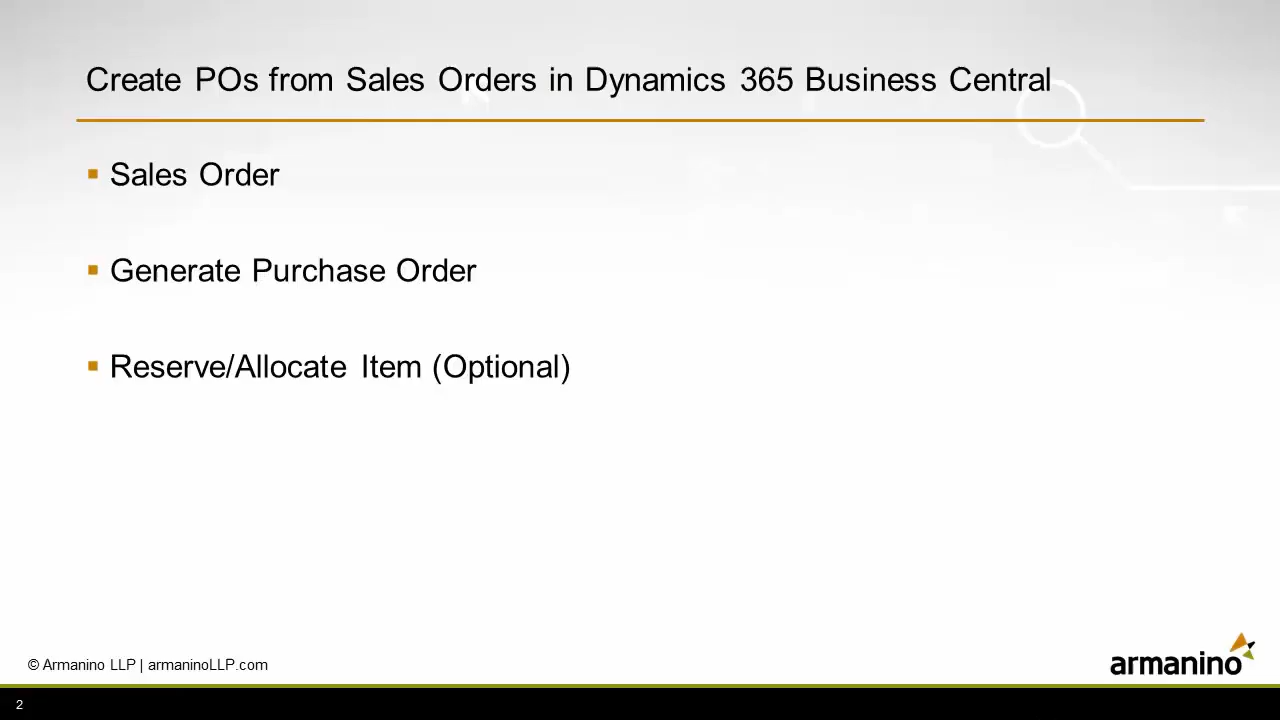 Create POs from Sales Orders in Dynamics 365 Business Central
▪ Sales Order
▪ Generate Purchase Order
▪ Reserve/Allocate Item (Optional)
© Armanino LLP | armaninoLLP.com
armanino
2